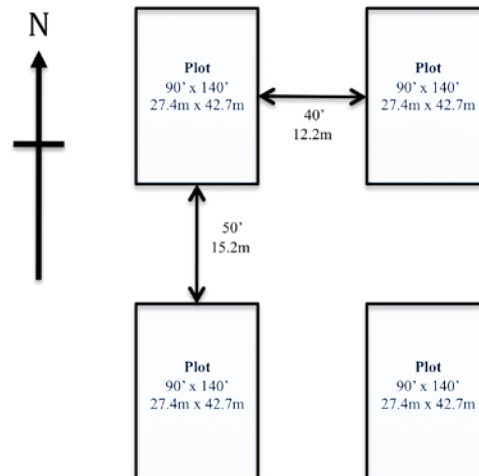 N
Plot
90’ x 140’
27.4m x 42.7m
Plot
90’ x 140’
27.4m x 42.7m
40’
12.2m
50’
15.2m
Plot
90’ x 140’
27.4m x 42.7m
Plot
90’ x 140’
27.4m x 42.7m